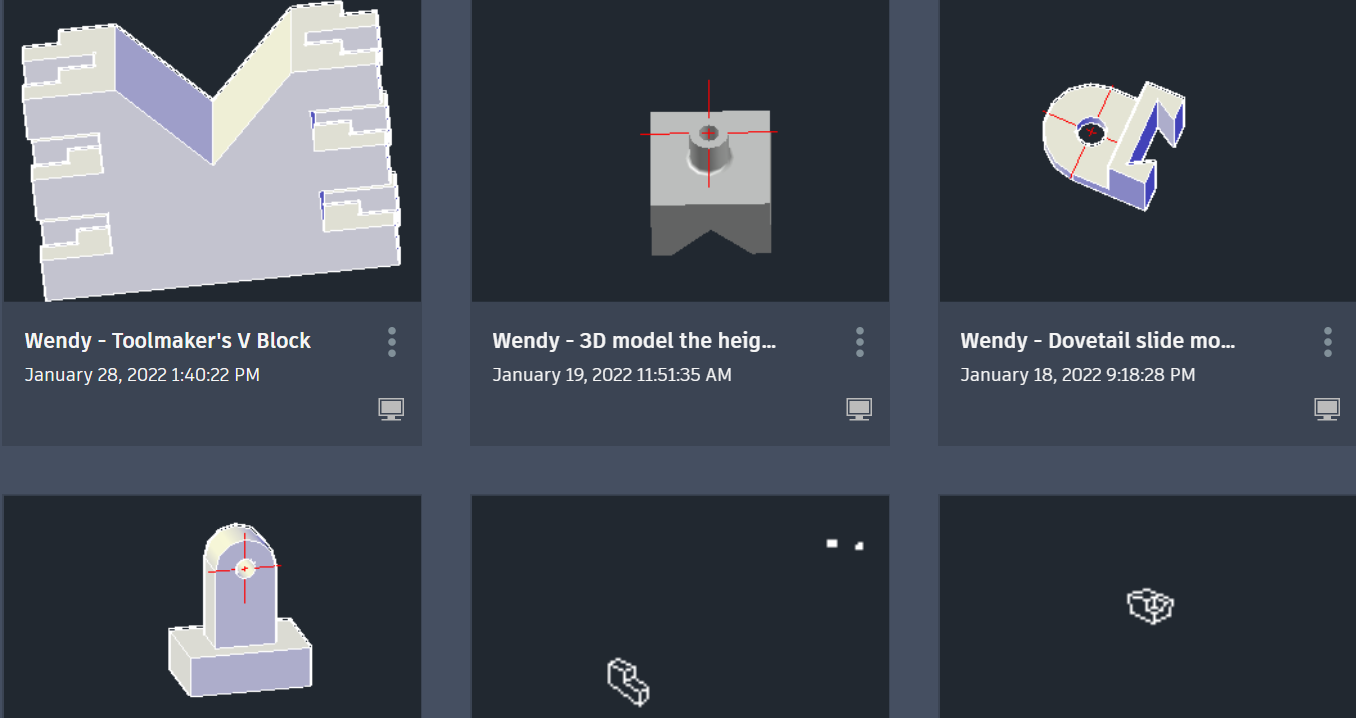 Wendy - Toolmaker's V Block
January 28, 2022 1:40:22 PM
Wendy - 3D model the heig...
January 19, 2022 11:51:35 AM
Wendy - Dovetail slide mo...
January 18, 2022 9:18:28 PM